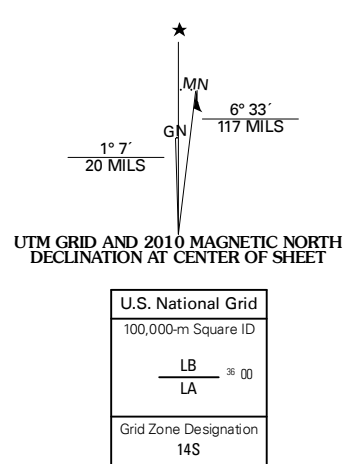 ★
MN
6° 33´
117 MILS
GN
1° 7´
20 MILS
UTM GRID AND 2010 MAGNETIC NORTH
DECLINATION AT CENTER OF SHEET
U.S. National Grid
100,000-m Square ID
LB
36 00
LA
Grid Zone Designation
14S